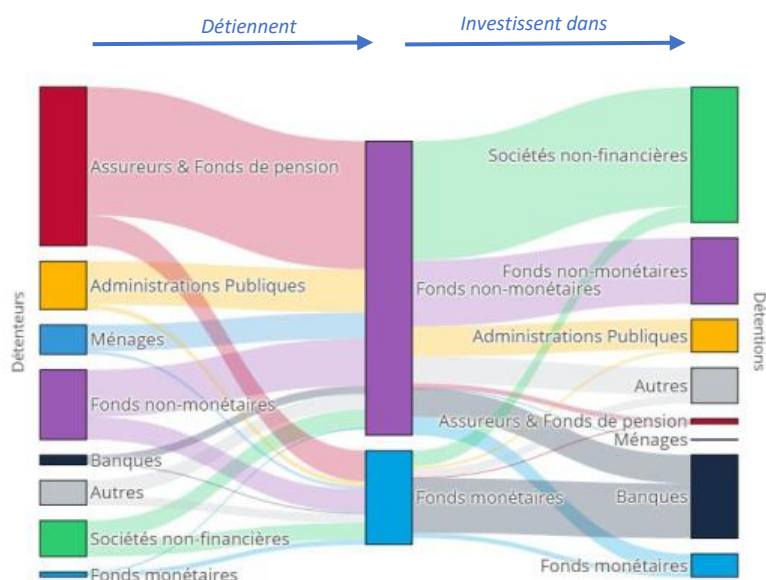 Détiennent
Investissent dans
Détenteurs
Assureurs & Fonds de pension
Administrations Publiques
Ménages
Fonds non-monétaires
Banques
Autres
Sociétés non-financières
Fonds monétaires
Fonds non-monétaires
Fonds monétaires
Sociétés non-financières
Fonds non-monétaires
Administrations Publiques
Autres
Assureurs & Fonds de pension
Ménages
Banques
Fonds monétaires
Détentions